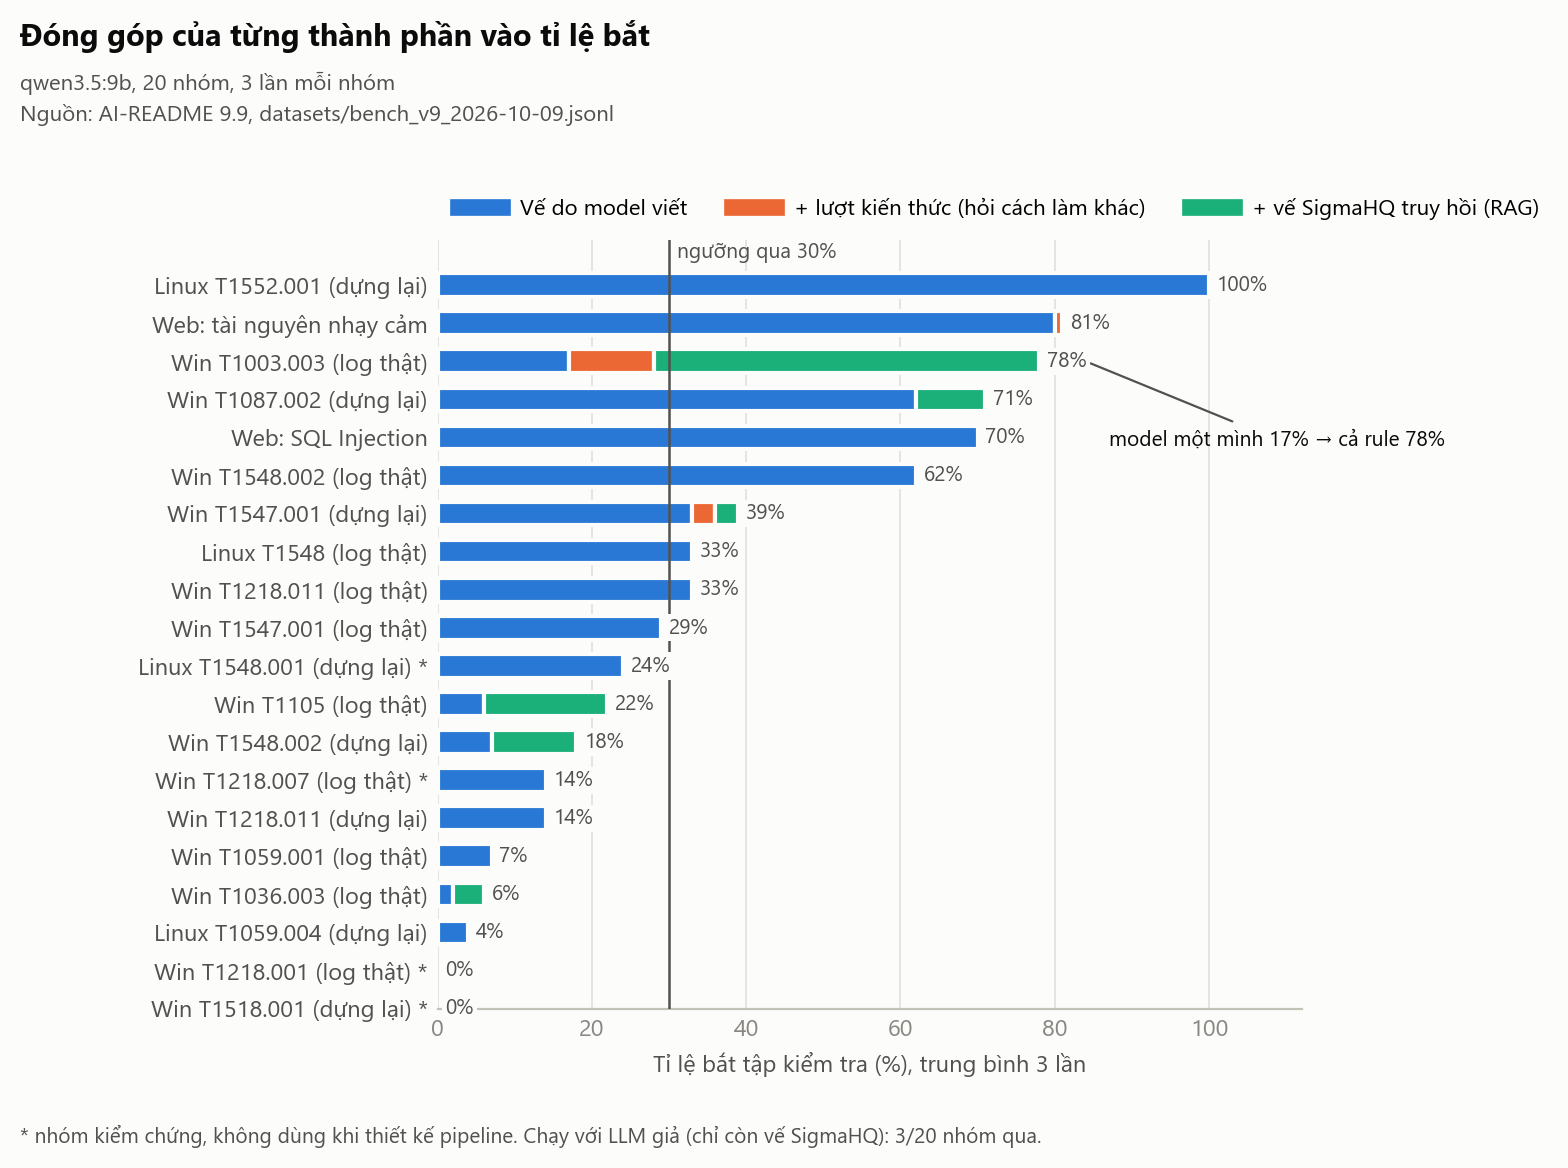 Đóng góp của từng thành phần vào tỉ lệ bắt
qwen3.5:9b, 20 nhóm, 3 lần mỗi nhóm
Nguồn: AI-README 9.9, datasets/bench_v9_2026-10-09.jsonl
Vế do model viết
+ lượt kiến thức (hỏi cách làm khác)
+ vế SigmaHQ truy hồi (RAG)
ngưỡng qua 30%
Linux T1552.001 (dựng lại) 100%
Web: tài nguyên nhạy cảm 81%
Win T1003.003 (log thật) 78%
Win T1087.002 (dựng lại) 71%
Web: SQL Injection 70%
model một mình 17% → cả rule 78%
Win T1548.002 (log thật) 62%
Win T1547.001 (dựng lại) 39%
Linux T1548 (log thật) 33%
Win T1218.011 (log thật) 33%
Win T1547.001 (log thật) 29%
Linux T1548.001 (dựng lại) * 24%
Win T1105 (log thật) 22%
Win T1548.002 (dựng lại) 18%
Win T1218.007 (log thật) * 14%
Win T1218.011 (dựng lại) 14%
Win T1059.001 (log thật) 7%
Win T1036.003 (log thật) 6%
Linux T1059.004 (dựng lại) 4%
Win T1218.001 (log thật) * 0%
Win T1518.001 (dựng lại) * 0%
0 20 40 60 80 100
Tỉ lệ bắt tập kiểm tra (%), trung bình 3 lần
* nhóm kiểm chứng, không dùng khi thiết kế pipeline. Chạy với LLM giả (chỉ còn vế SigmaHQ): 3/20 nhóm qua.